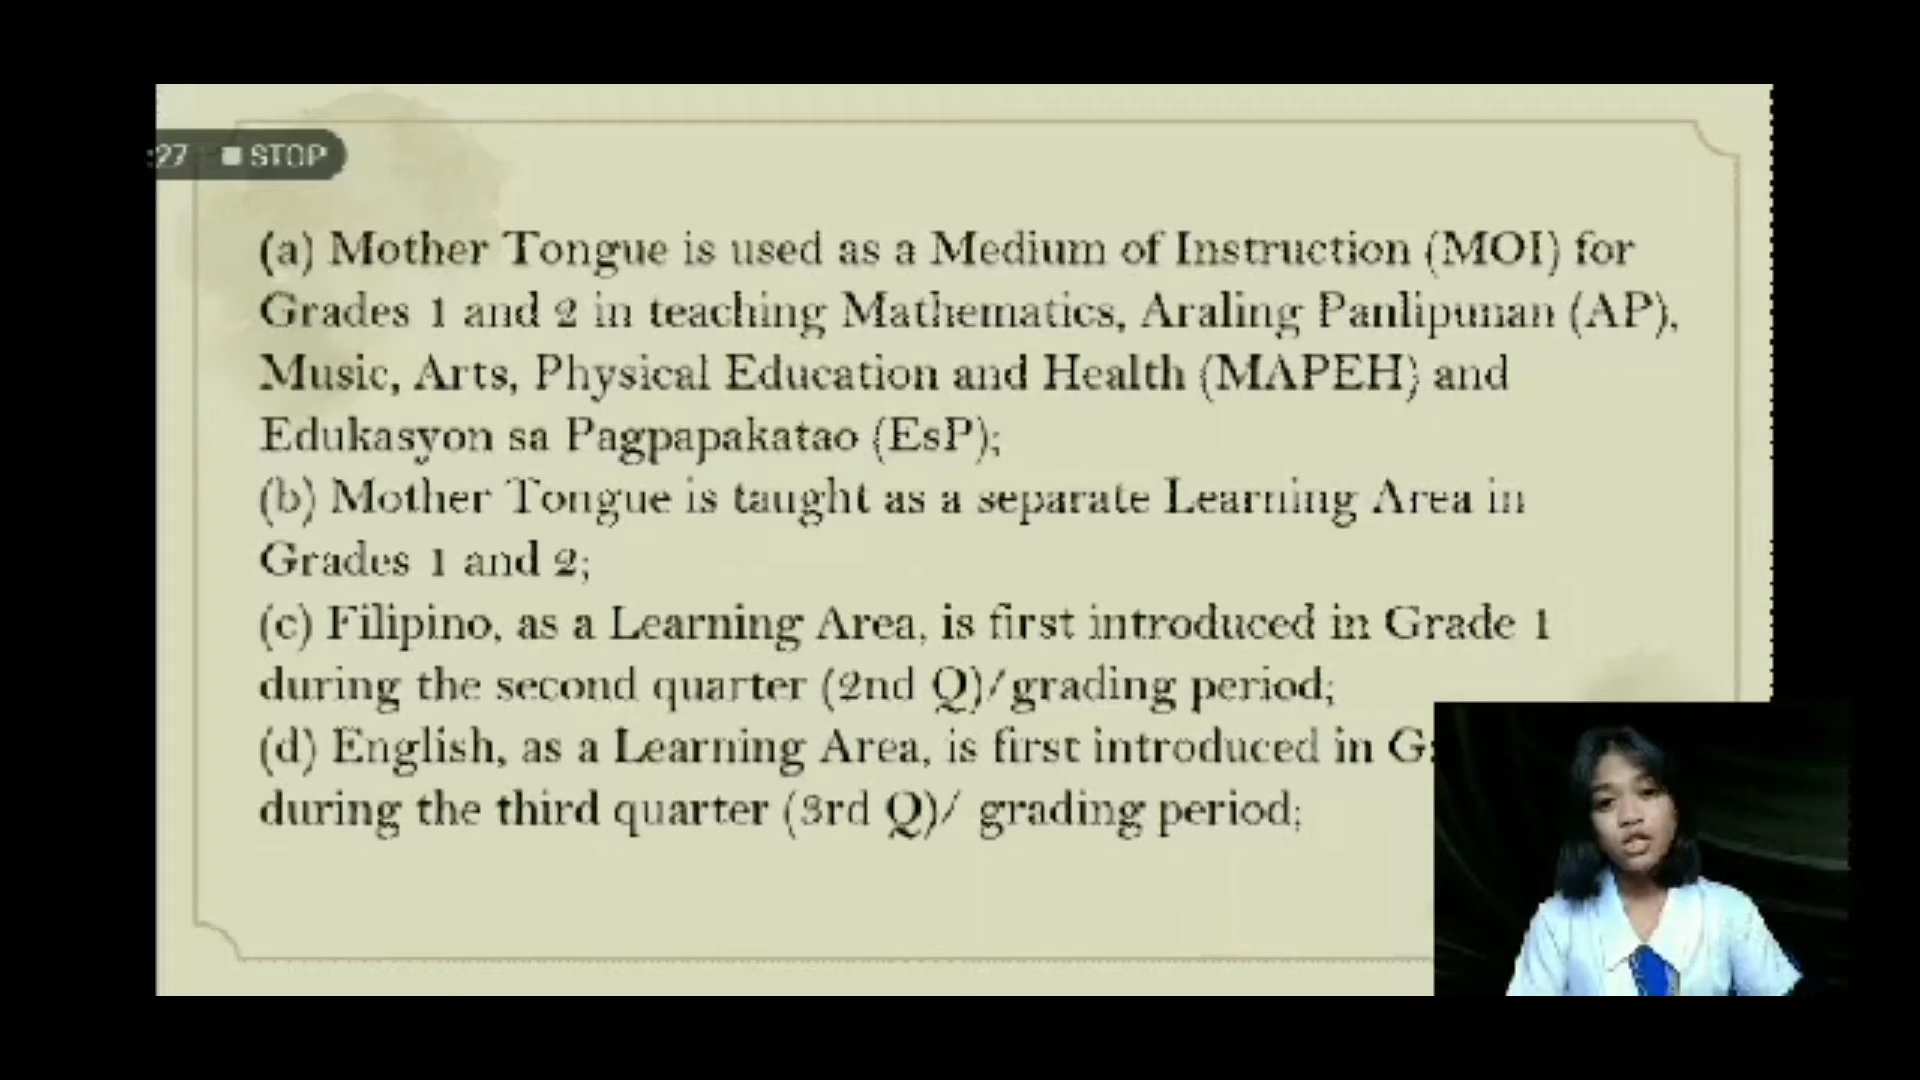 :27 STOP
(a) Mother Tongue is used as a Medium of Instruction (MOI) for
Grades 1 and 2 in teaching Mathematics, Araling Panlipunan (AP),
Music, Arts, Physical Education and Health (MAPEH) and
Edukasyon sa Pagpapakatao (EsP);
(b) Mother Tongue is taught as a separate Learning Area in
Grades 1 and 2;
(c) Filipino, as a Learning Area, is first introduced in Grade 1
during the second quarter (2nd Q)/grading period;
(d) English, as a Learning Area, is first introduced in
during the third quarter (3rd Q)/ grading period;